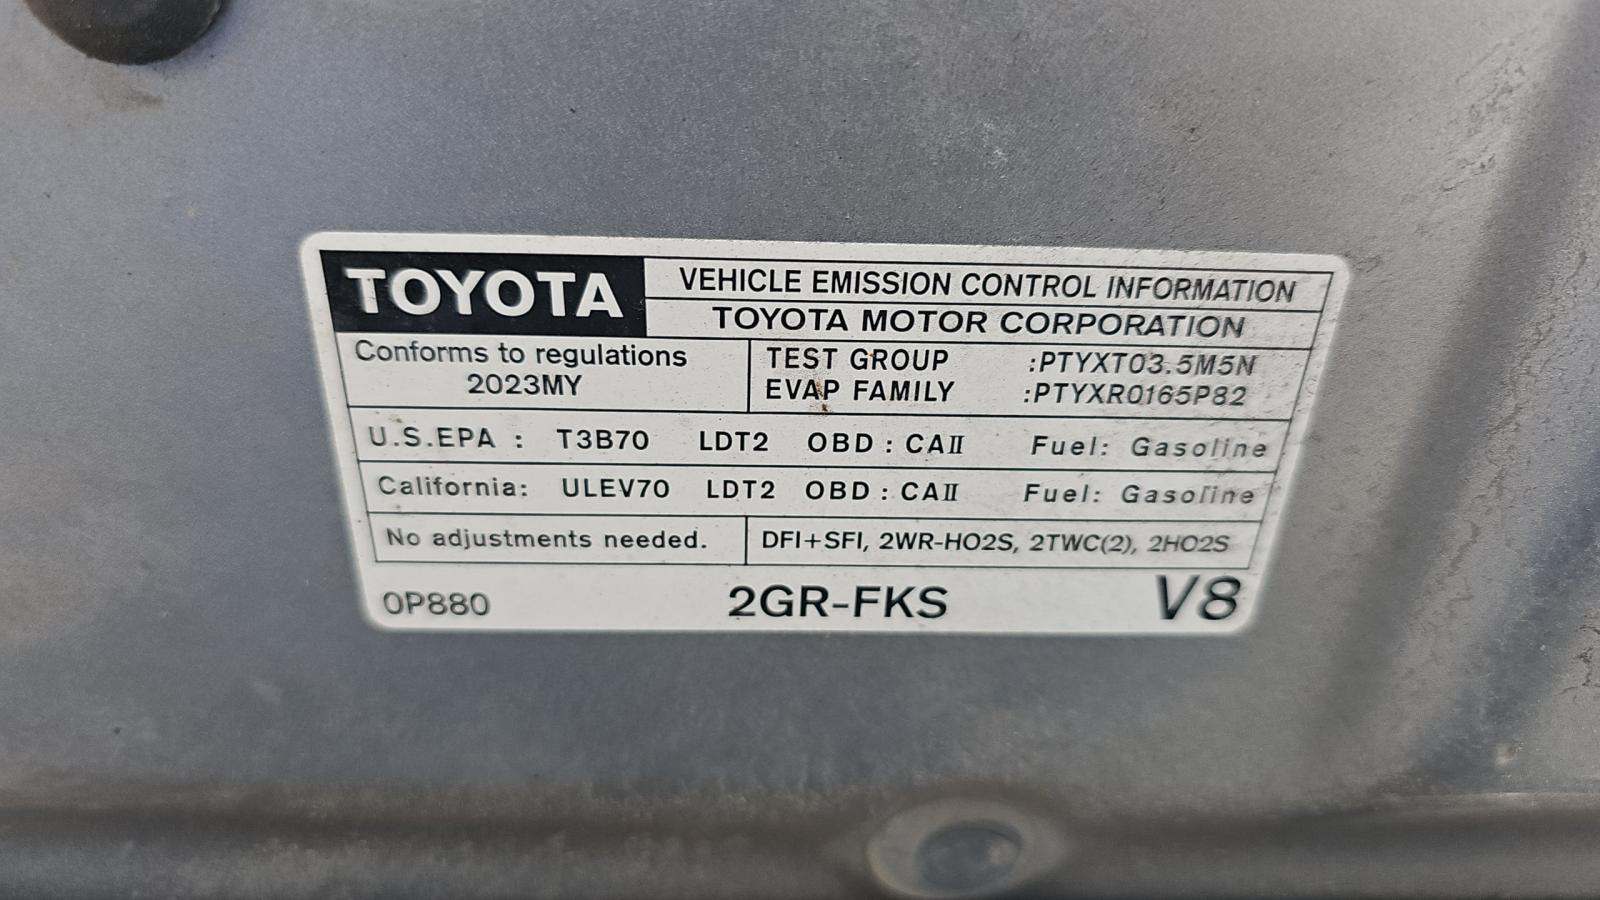 TOYOTA
VEHICLE EMISSION CONTROL INFORMATION
TOYOTA MOTOR CORPORATION
Conforms to regulations
2023MY
TEST GROUP :PTYXT03.5M5N
EVAP FAMILY :PTYXR0165P82
U.S.EPA : T3B70 LDT2 OBD : CAII Fuel: Gasoline
California: ULEV70 LDT2 OBD : CAII Fuel: Gasoline
No adjustments needed.
DFI+SFI, 2WR-HO2S, 2TWC(2), 2HO2S
0P880 2GR-FKS V8